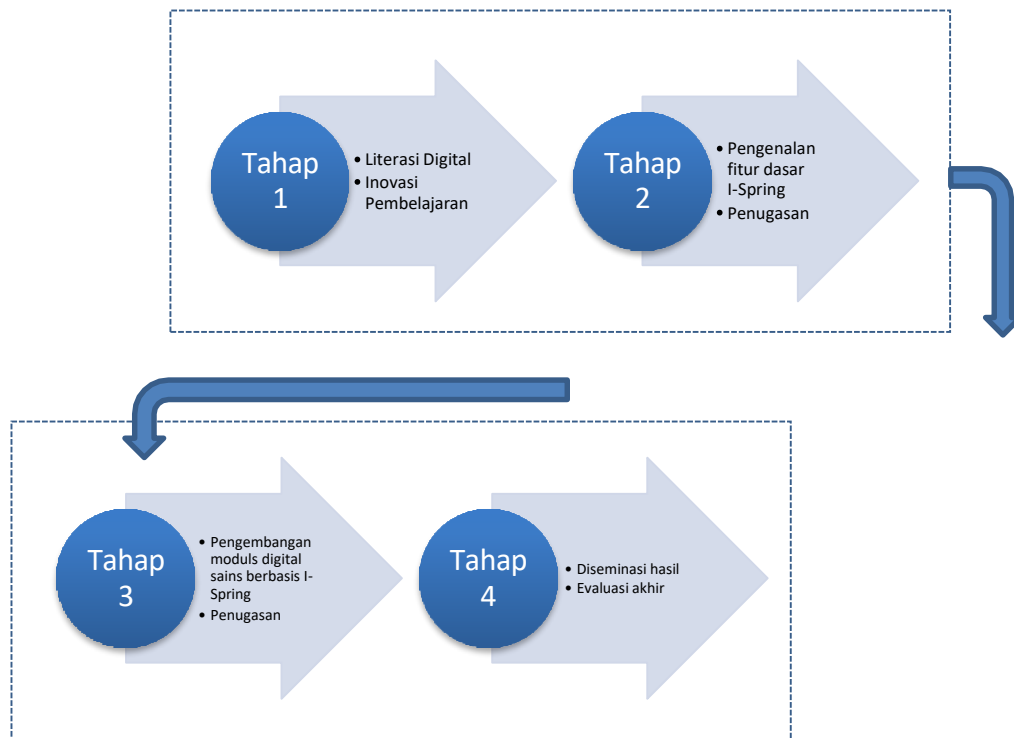 Tahap
1
• Literasi Digital
• Inovasi
Pembelajaran
Tahap
2
• Pengenalan
fitur dasar
I-Spring
• Penugasan
Tahap
3
• Pengembangan
moduls digital
sains berbasis I-
Spring
• Penugasan
Tahap
4
• Diseminasi hasil
• Evaluasi akhir